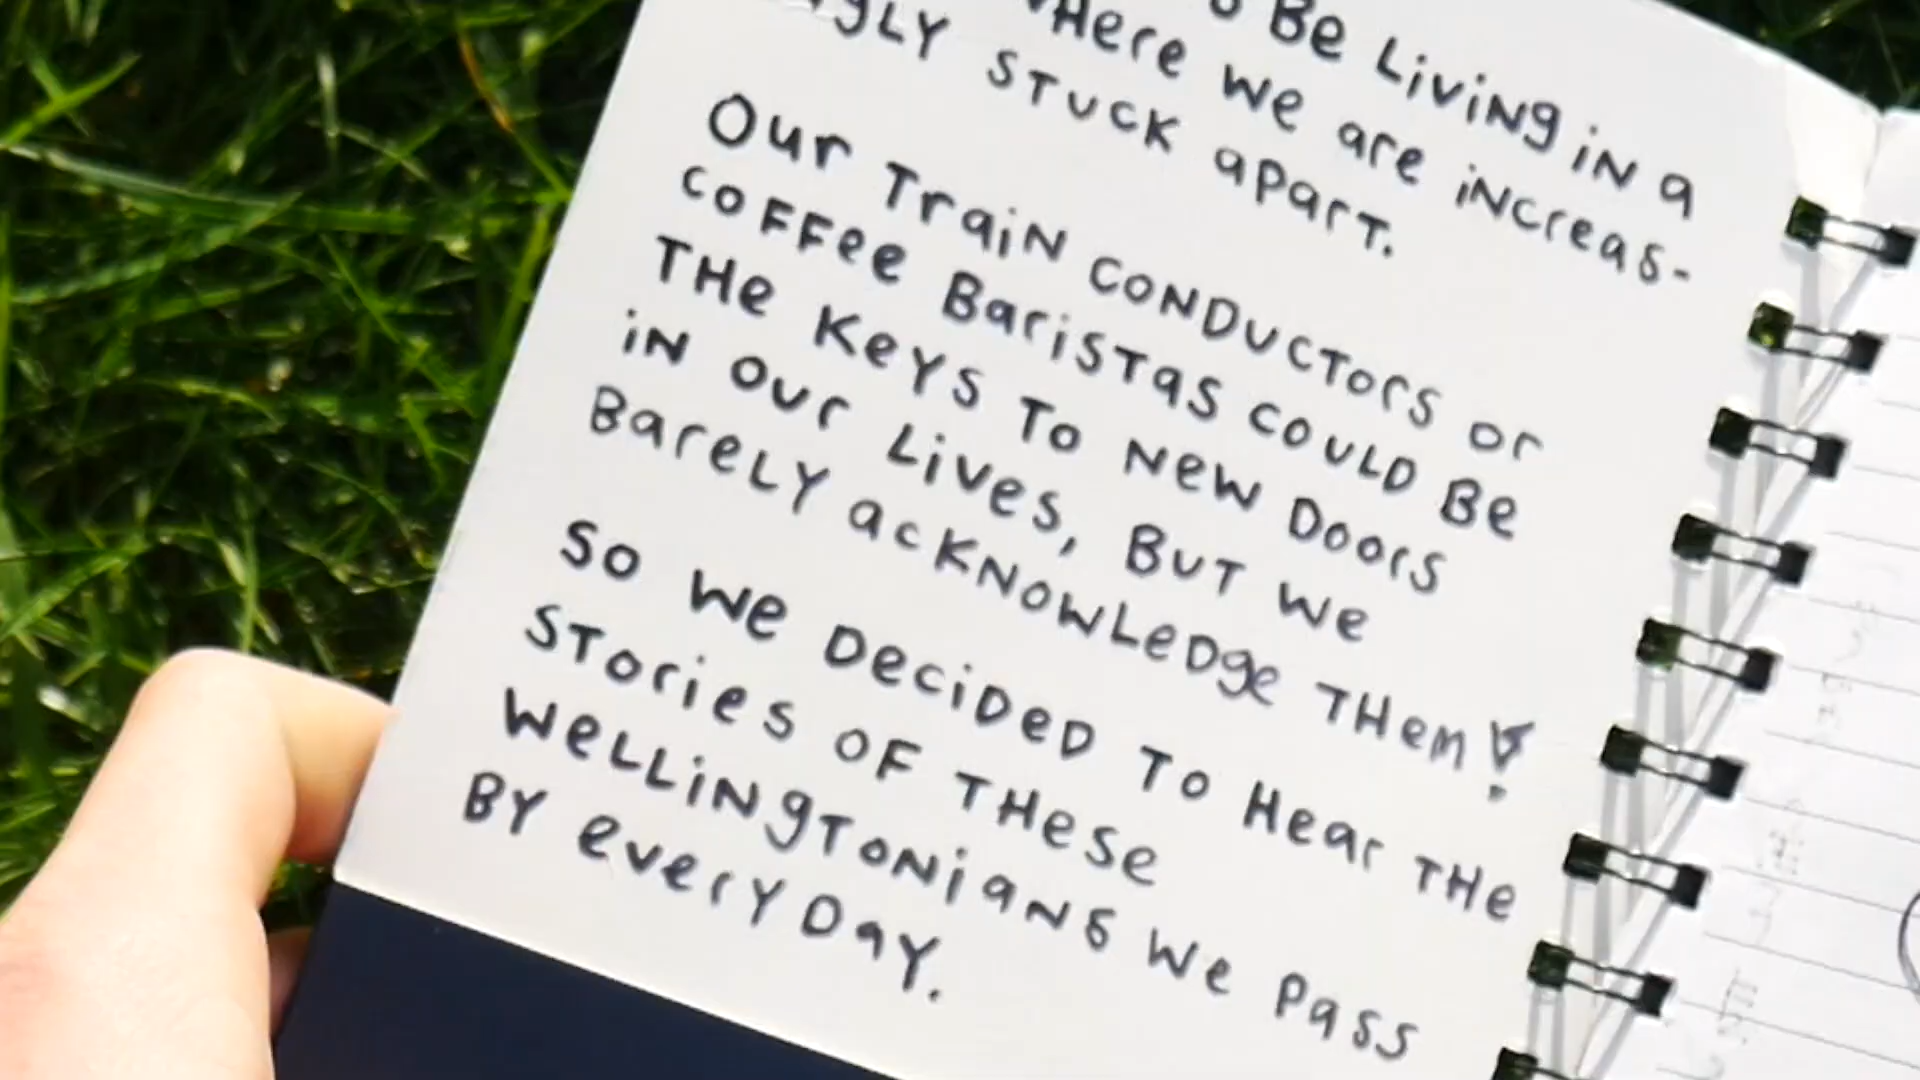 Be Living in a
where we are increas-
gly stuck apart.
Our train conductors or
coffee baristas could be
the keys to new doors
in our lives, but we
barely acknowledge them!
So we decided to hear the
stories of these
Wellingtonians we pass
by everyday.